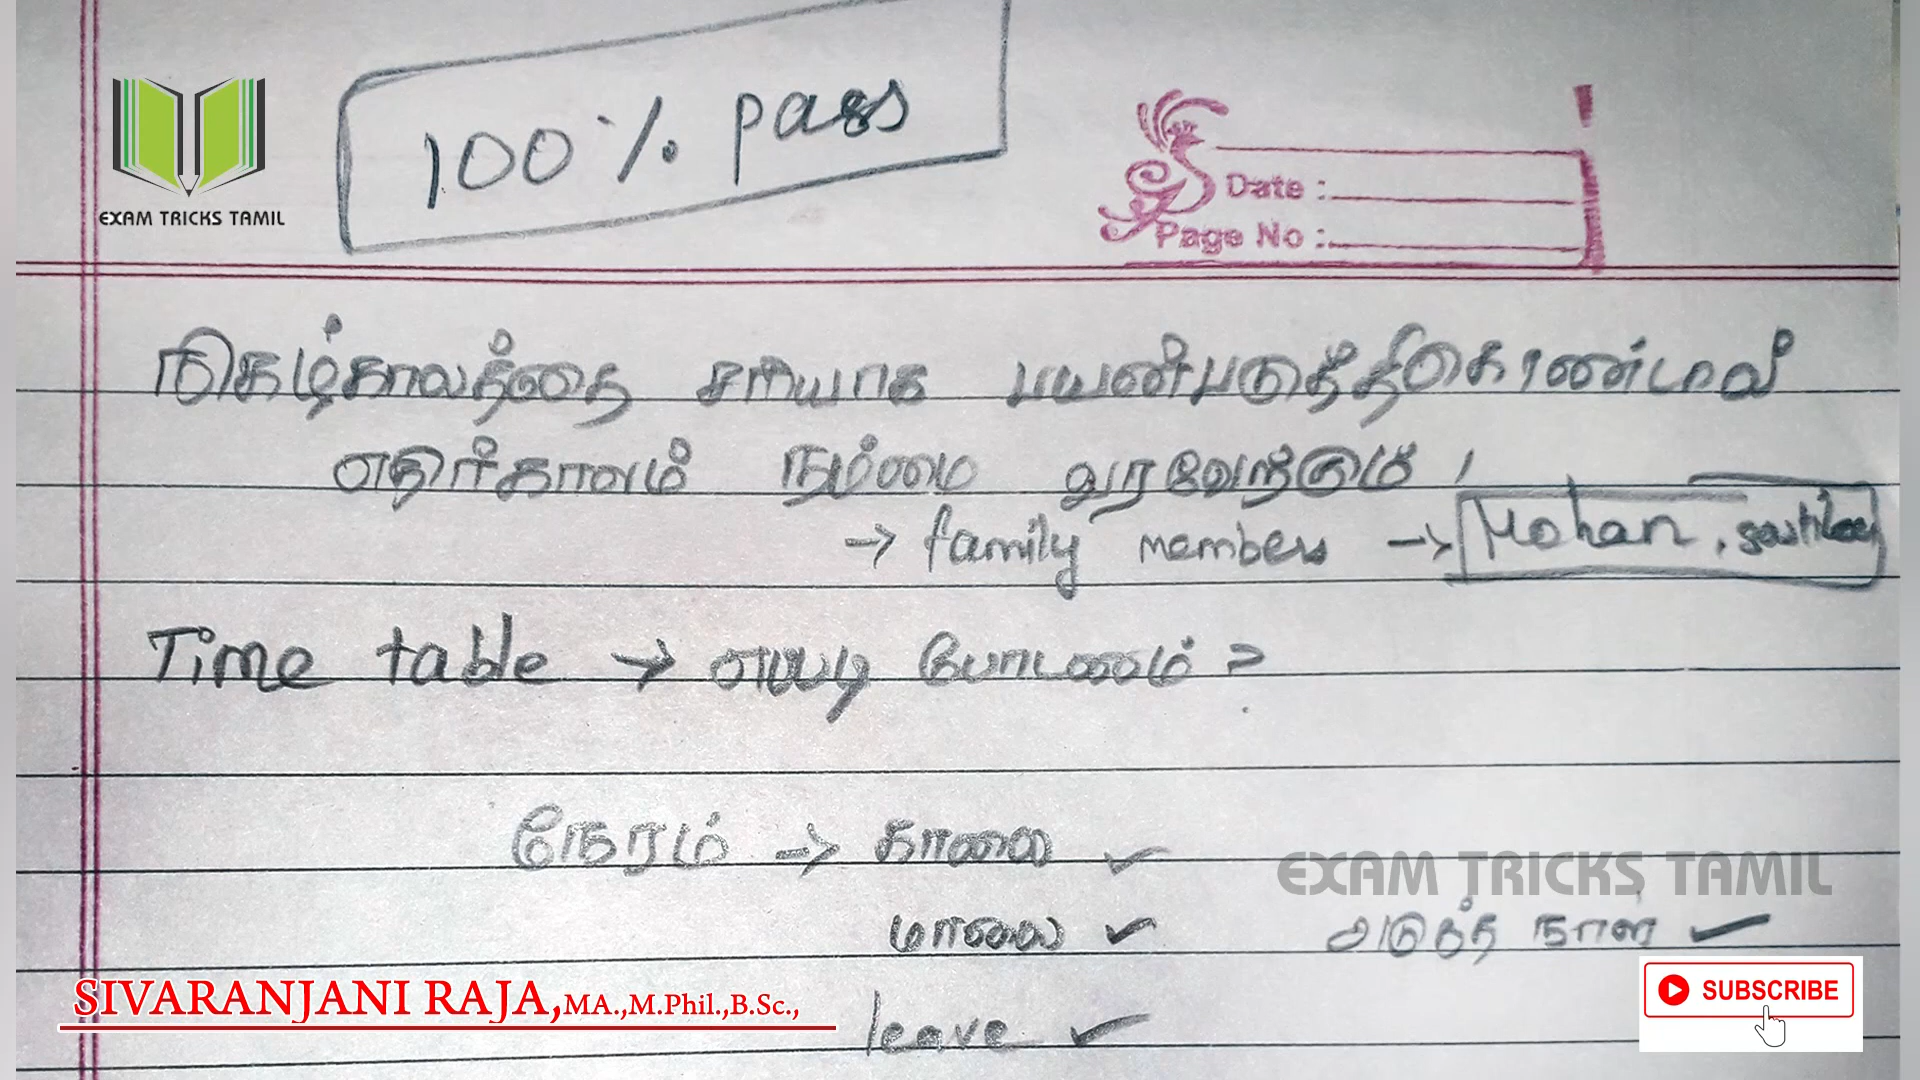 100% pass
EXAM TRICKS TAMIL
Date :
Page No :
நிகழ்காலத்தை சரியாக பயன்படுத்திகொண்டால்
எதிர்காலம் நம்மை வரவேற்கும்,
→ family members → Mohan,
Time table → எப்படி போடணும் ?
நேரம் → காலை ✓
EXAM TRICKS TAMIL
மாலை ✓ அடுத்த நாள் ✓
SIVARANJANI RAJA,MA.,M.Phil.,B.Sc.,
leave ✓
SUBSCRIBE